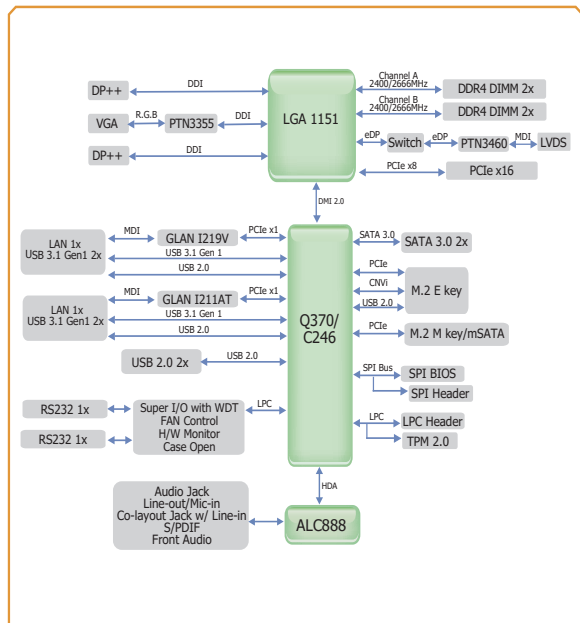 DP++
DDI
VGA
R.G.B
PTN3355
DDI
DP++
DDI
LGA 1151
Channel A
2400/2666MHz
DDR4 DIMM 2x
Channel B
2400/2666MHz
DDR4 DIMM 2x
eDP
Switch
eDP
PTN3460
MDI
LVDS
PCIe x8
PCIe x16
DMI 2.0
LAN 1x
USB 3.1 Gen1 2x
MDI
GLAN I219V
PCIe x1
USB 3.1 Gen 1
USB 2.0
LAN 1x
USB 3.1 Gen1 2x
MDI
GLAN I211AT
PCIe x1
USB 3.1 Gen 1
USB 2.0
USB 2.0 2x
USB 2.0
RS232 1x
RS232 1x
Super I/O with WDT
FAN Control
H/W Monitor
Case Open
LPC
Q370/
C246
SATA 3.0
SATA 3.0 2x
PCIe
CNVi
USB 2.0
M.2 E key
PCIe
M.2 M key/mSATA
SPI Bus
SPI BIOS
SPI Header
LPC
LPC Header
TPM 2.0
HDA
Audio Jack
Line-out/Mic-in
Co-layout Jack w/ Line-in
S/PDIF
Front Audio
ALC888